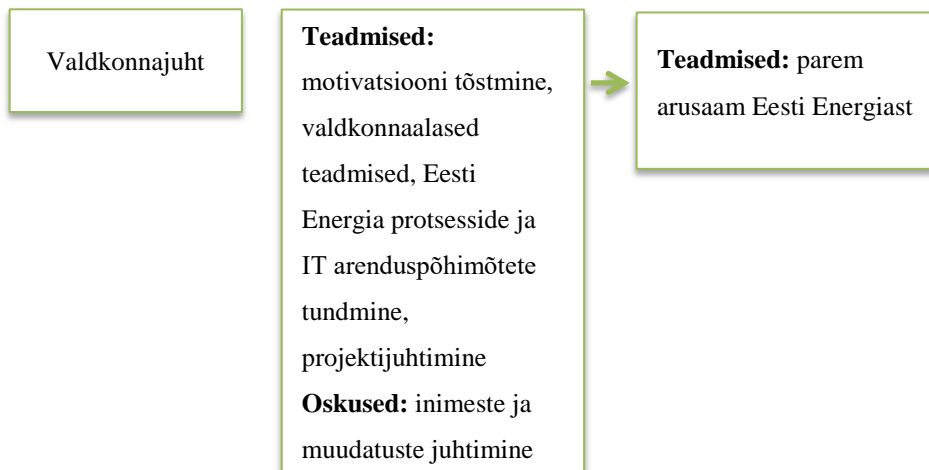 Valdkonnajuht
Teadmised:
motivatsiooni tõstmine,
valdkonnaalased
teadmised, Eesti
Energia protsesside ja
IT arenduspõhimõtete
tundmine,
projektijuhtimine
Oskused: inimeste ja
muudatuste juhtimine
Teadmised: parem
arusaam Eesti Energiast